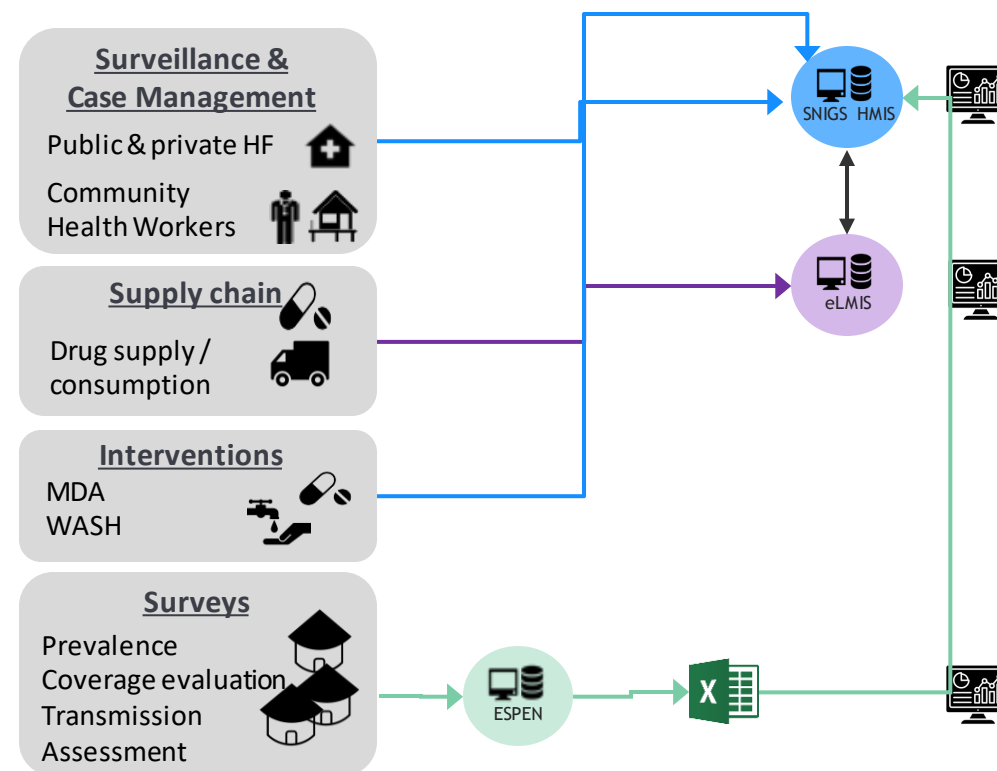 Surveillance &
Case Management
Public & private HF
Community
Health Workers
SNIGS HMIS
Supply chain
Drug supply /
consumption
eLMIS
Interventions
MDA
WASH
Surveys
Prevalence
Coverage evaluation
Transmission
Assessment
ESPEN
X